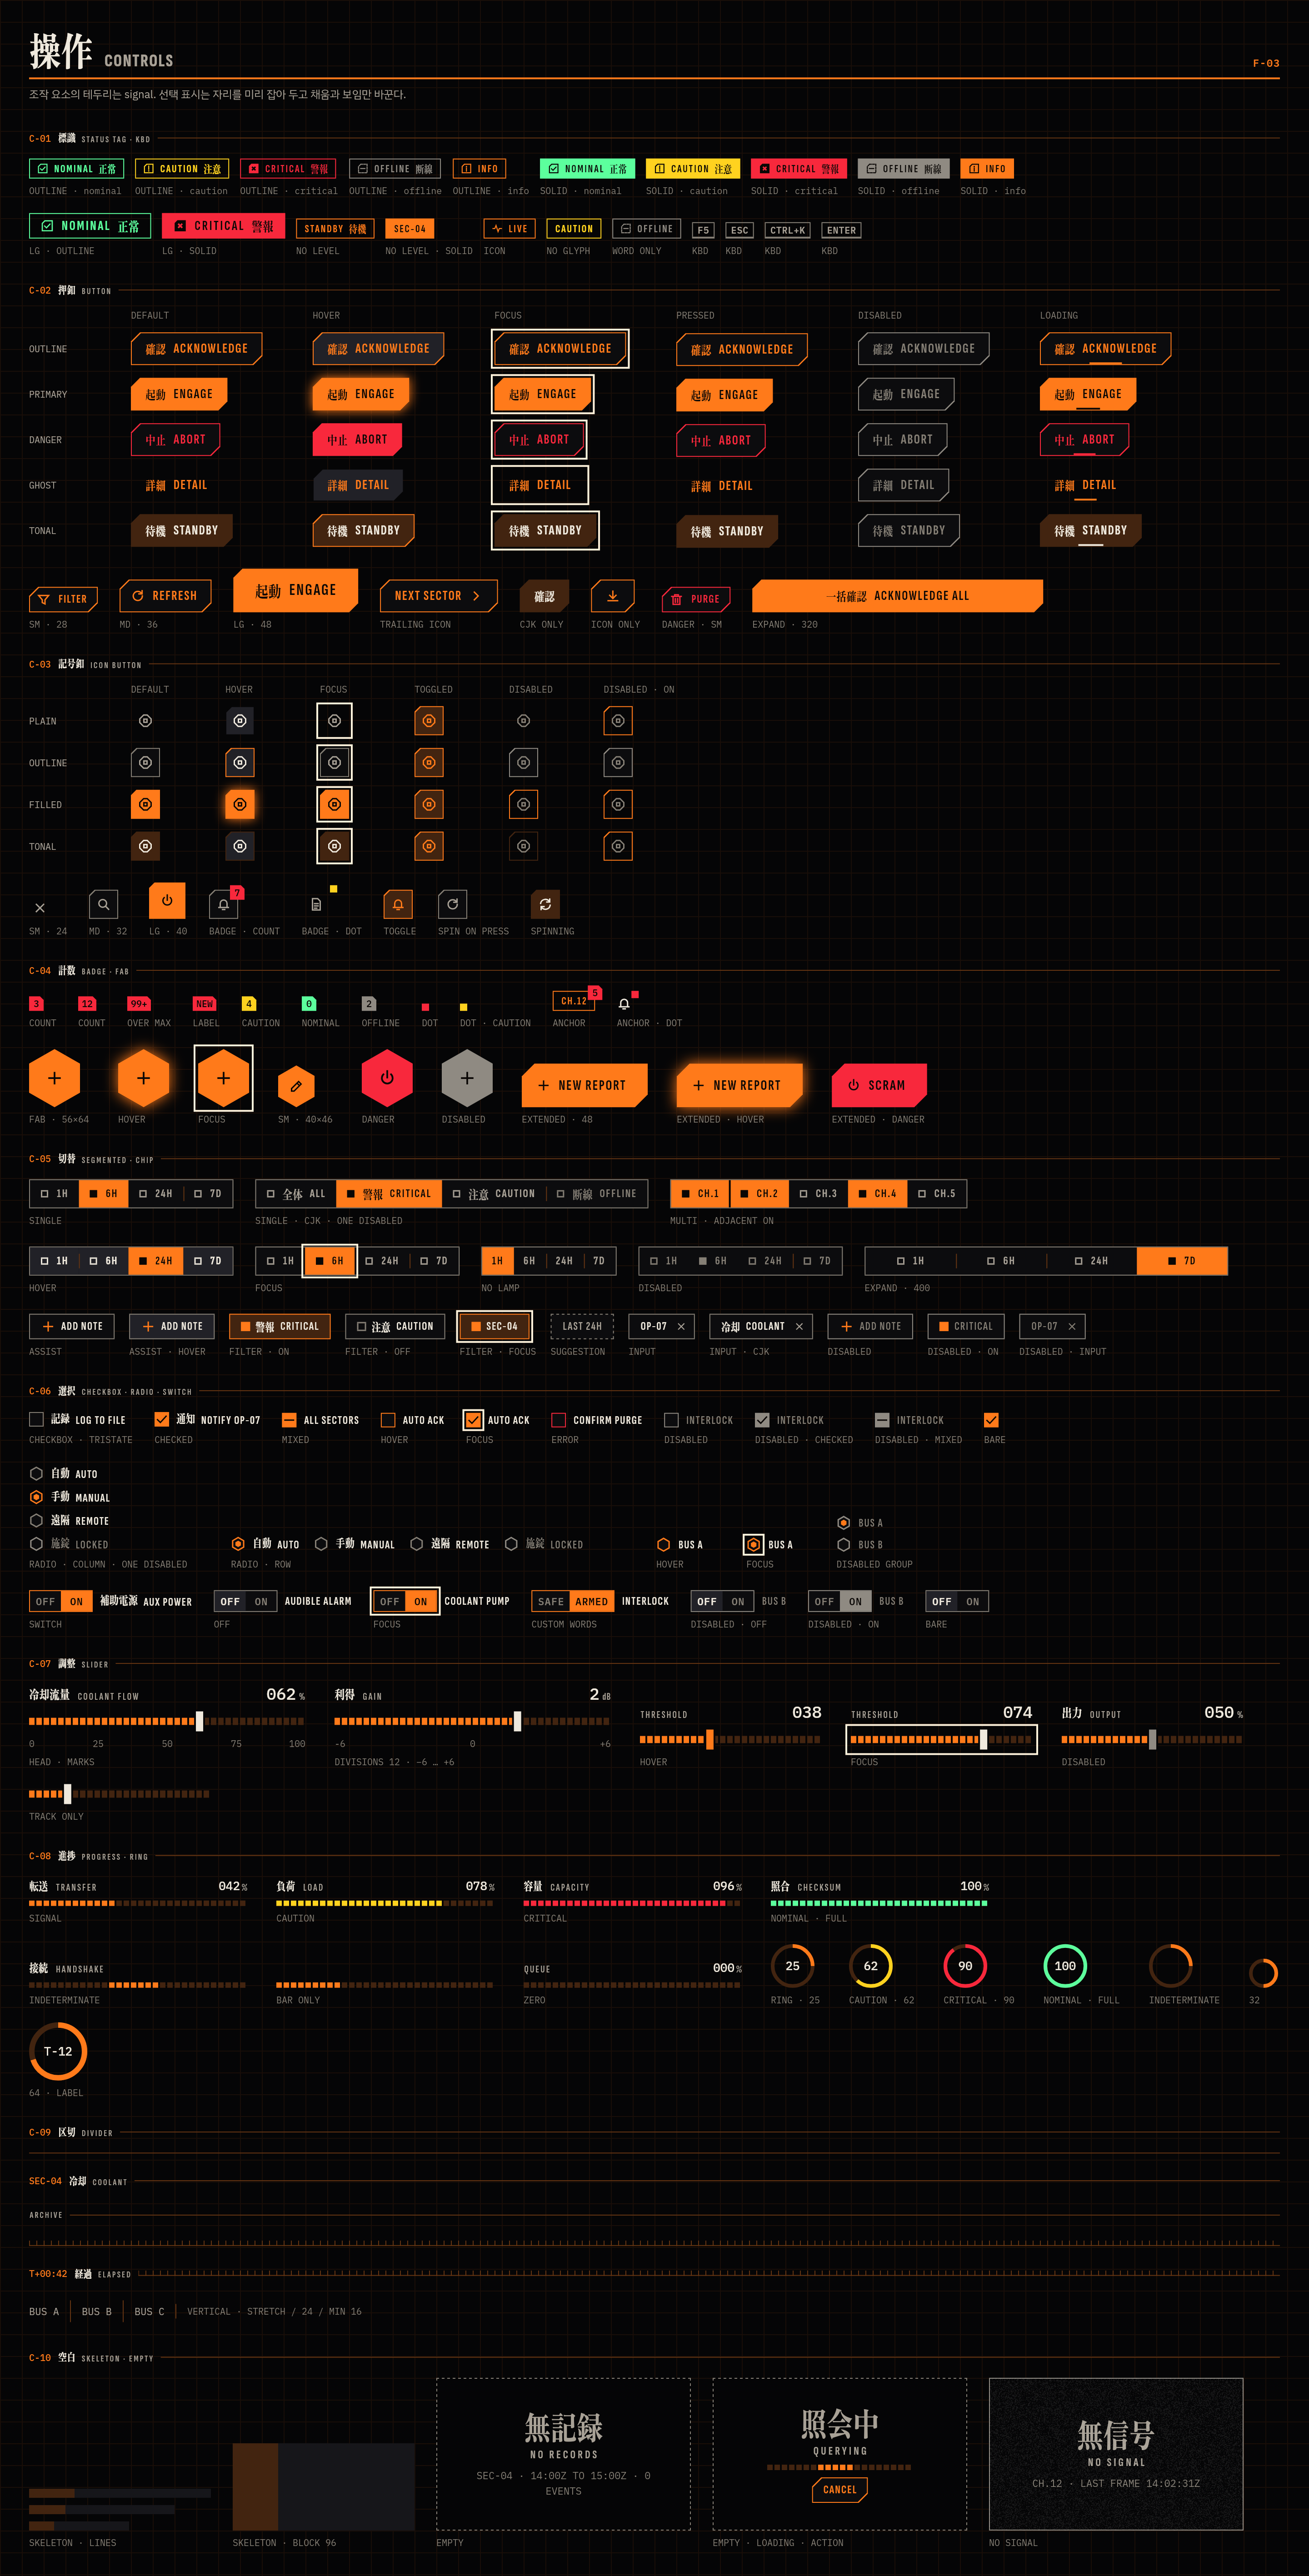 操作 CONTROLS
F-03
조작 요소의 테두리는 signal. 선택 표시는 자리를 미리 잡아 두고 채움과 보임만 바꾼다.
C-01 標識 STATUS TAG · KBD
NOMINAL 正常 CAUTION 注意 CRITICAL 警報 OFFLINE 断線 INFO NOMINAL 正常 CAUTION 注意 CRITICAL 警報 OFFLINE 断線 INFO
OUTLINE · nominal OUTLINE · caution OUTLINE · critical OUTLINE · offline OUTLINE · info SOLID · nominal SOLID · caution SOLID · critical SOLID · offline SOLID · info
NOMINAL 正常 CRITICAL 警報 STANDBY 待機 SEC-04 LIVE CAUTION OFFLINE F5 ESC CTRL+K ENTER
LG · OUTLINE LG · SOLID NO LEVEL NO LEVEL · SOLID ICON NO GLYPH WORD ONLY KBD KBD KBD KBD
C-02 押釦 BUTTON
DEFAULT HOVER FOCUS PRESSED DISABLED LOADING
OUTLINE 確認 ACKNOWLEDGE 確認 ACKNOWLEDGE 確認 ACKNOWLEDGE 確認 ACKNOWLEDGE 確認 ACKNOWLEDGE 確認 ACKNOWLEDGE
PRIMARY 起動 ENGAGE 起動 ENGAGE 起動 ENGAGE 起動 ENGAGE 起動 ENGAGE 起動 ENGAGE
DANGER 中止 ABORT 中止 ABORT 中止 ABORT 中止 ABORT 中止 ABORT 中止 ABORT
GHOST 詳細 DETAIL 詳細 DETAIL 詳細 DETAIL 詳細 DETAIL 詳細 DETAIL 詳細 DETAIL
TONAL 待機 STANDBY 待機 STANDBY 待機 STANDBY 待機 STANDBY 待機 STANDBY 待機 STANDBY
FILTER REFRESH 起動 ENGAGE NEXT SECTOR 確認 PURGE 一括確認 ACKNOWLEDGE ALL
SM · 28 MD · 36 LG · 48 TRAILING ICON CJK ONLY ICON ONLY DANGER · SM EXPAND · 320
C-03 記号釦 ICON BUTTON
DEFAULT HOVER FOCUS TOGGLED DISABLED DISABLED · ON
PLAIN
OUTLINE
FILLED
TONAL
7
SM · 24 MD · 32 LG · 40 BADGE · COUNT BADGE · DOT TOGGLE SPIN ON PRESS SPINNING
C-04 計数 BADGE · FAB
3 12 99+ NEW 4 0 2 CH.12 5
COUNT COUNT OVER MAX LABEL CAUTION NOMINAL OFFLINE DOT DOT · CAUTION ANCHOR ANCHOR · DOT
NEW REPORT NEW REPORT SCRAM
FAB · 56×64 HOVER FOCUS SM · 40×46 DANGER DISABLED EXTENDED · 48 EXTENDED · HOVER EXTENDED · DANGER
C-05 切替 SEGMENTED · CHIP
1H 6H 24H 7D 全体 ALL 警報 CRITICAL 注意 CAUTION 断線 OFFLINE CH.1 CH.2 CH.3 CH.4 CH.5
SINGLE SINGLE · CJK · ONE DISABLED MULTI · ADJACENT ON
1H 6H 24H 7D 1H 6H 24H 7D 1H 6H 24H 7D 1H 6H 24H 7D 1H 6H 24H 7D
HOVER FOCUS NO LAMP DISABLED EXPAND · 400
ADD NOTE ADD NOTE 警報 CRITICAL 注意 CAUTION SEC-04 LAST 24H OP-07 冷却 COOLANT ADD NOTE CRITICAL OP-07
ASSIST ASSIST · HOVER FILTER · ON FILTER · OFF FILTER · FOCUS SUGGESTION INPUT INPUT · CJK DISABLED DISABLED · ON DISABLED · INPUT
C-06 選択 CHECKBOX · RADIO · SWITCH
記録 LOG TO FILE 通知 NOTIFY OP-07 ALL SECTORS AUTO ACK AUTO ACK CONFIRM PURGE INTERLOCK INTERLOCK INTERLOCK
CHECKBOX · TRISTATE CHECKED MIXED HOVER FOCUS ERROR DISABLED DISABLED · CHECKED DISABLED · MIXED BARE
自動 AUTO
手動 MANUAL
遠隔 REMOTE
BUS A
施錠 LOCKED 自動 AUTO 手動 MANUAL 遠隔 REMOTE 施錠 LOCKED BUS A BUS A BUS B
RADIO · COLUMN · ONE DISABLED RADIO · ROW HOVER FOCUS DISABLED GROUP
OFF ON 補助電源 AUX POWER OFF ON AUDIBLE ALARM OFF ON COOLANT PUMP SAFE ARMED INTERLOCK OFF ON BUS B OFF ON BUS B OFF ON
SWITCH OFF FOCUS CUSTOM WORDS DISABLED · OFF DISABLED · ON BARE
C-07 調整 SLIDER
冷却流量 COOLANT FLOW 062 % 利得 GAIN 2 dB
THRESHOLD 038 THRESHOLD 074 出力 OUTPUT 050 %
0 25 50 75 100 -6 0 +6
HEAD · MARKS DIVISIONS 12 · −6 … +6 HOVER FOCUS DISABLED
TRACK ONLY
C-08 進捗 PROGRESS · RING
転送 TRANSFER 042% 負荷 LOAD 078% 容量 CAPACITY 096% 照合 CHECKSUM 100%
SIGNAL CAUTION CRITICAL NOMINAL · FULL
接続 HANDSHAKE QUEUE 000% 25 62 90 100
INDETERMINATE BAR ONLY ZERO RING · 25 CAUTION · 62 CRITICAL · 90 NOMINAL · FULL INDETERMINATE 32
T-12
64 · LABEL
C-09 区切 DIVIDER
SEC-04 冷却 COOLANT
ARCHIVE
T+00:42 経過 ELAPSED
BUS A BUS B BUS C VERTICAL · STRETCH / 24 / MIN 16
C-10 空白 SKELETON · EMPTY
無記録
NO RECORDS
SEC-04 · 14:00Z TO 15:00Z · 0
EVENTS
照会中
QUERYING
CANCEL
無信号
NO SIGNAL
CH.12 · LAST FRAME 14:02:31Z
SKELETON · LINES SKELETON · BLOCK 96 EMPTY EMPTY · LOADING · ACTION NO SIGNAL